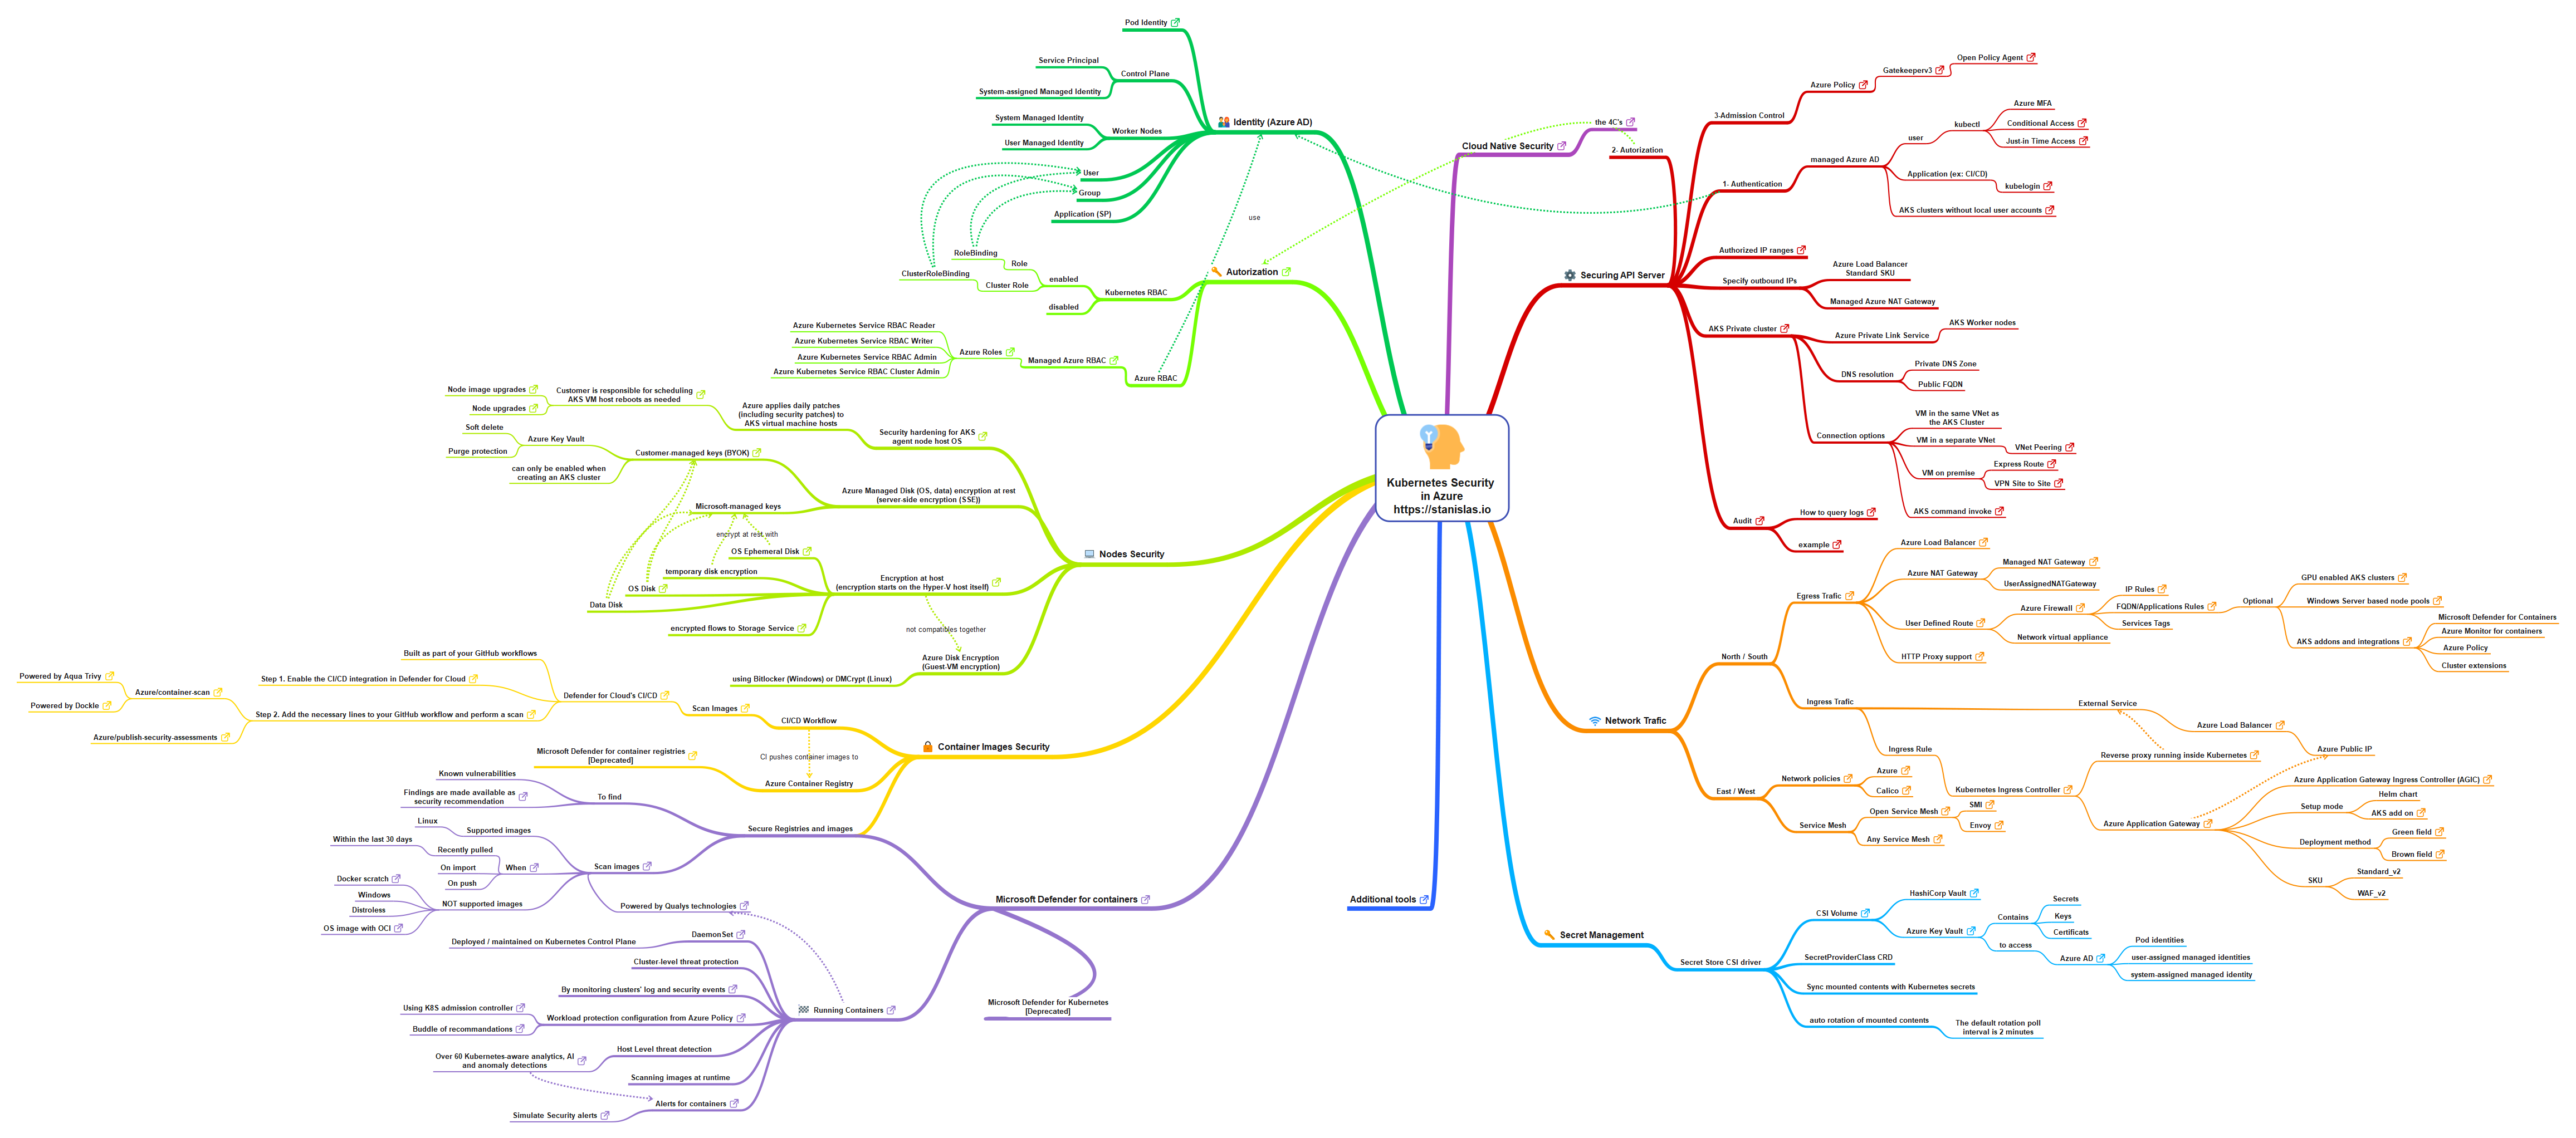 Kubernetes Security
in Azure
https://stanislas.io
Identity (Azure AD)
Pod Identity
Control Plane
Service Principal
System-assigned Managed Identity
Worker Nodes
System Managed Identity
User Managed Identity
User
Group
Application (SP)
use
Autorization
Kubernetes RBAC
enabled
Role
RoleBinding
Cluster Role
ClusterRoleBinding
disabled
Azure RBAC
Managed Azure RBAC
Azure Roles
Azure Kubernetes Service RBAC Reader
Azure Kubernetes Service RBAC Writer
Azure Kubernetes Service RBAC Admin
Azure Kubernetes Service RBAC Cluster Admin
Nodes Security
Security hardening for AKS
agent node host OS
Azure applies daily patches
(including security patches) to
AKS virtual machine hosts
Customer is responsible for scheduling
AKS VM host reboots as needed
Node image upgrades
Node upgrades
Azure Managed Disk (OS, data) encryption at rest
(server-side encryption (SSE))
Customer-managed keys (BYOK)
Azure Key Vault
Soft delete
Purge protection
can only be enabled when
creating an AKS cluster
Microsoft-managed keys
encrypt at rest with
Encryption at host
(encryption starts on the Hyper-V host itself)
OS Ephemeral Disk
temporary disk encryption
OS Disk
Data Disk
encrypted flows to Storage Service
not compatibles together
Azure Disk Encryption
(Guest-VM encryption)
using Bitlocker (Windows) or DMCrypt (Linux)
Container Images Security
CI/CD Workflow
Scan Images
Defender for Cloud's CI/CD
Built as part of your GitHub workflows
Step 1. Enable the CI/CD integration in Defender for Cloud
Step 2. Add the necessary lines to your GitHub workflow and perform a scan
Azure/container-scan
Powered by Aqua Trivy
Powered by Dockle
Azure/publish-security-assessments
CI pushes container images to
Azure Container Registry
Microsoft Defender for container registries
[Deprecated]
Secure Registries and images
To find
Known vulnerabilities
Findings are made available as
security recommendation
Scan images
Supported images
Linux
When
Recently pulled
Within the last 30 days
On import
On push
NOT supported images
Docker scratch
Windows
Distroless
OS image with OCI
Powered by Qualys technologies
Microsoft Defender for containers
Microsoft Defender for Kubernetes
[Deprecated]
Running Containers
DaemonSet
Deployed / maintained on Kubernetes Control Plane
Cluster-level threat protection
By monitoring clusters' log and security events
Workload protection configuration from Azure Policy
Using K8S admission controller
Buddle of recommandations
Host Level threat detection
Over 60 Kubernetes-aware analytics, AI
and anomaly detections
Scanning images at runtime
Alerts for containers
Simulate Security alerts
Additional tools
Cloud Native Security
the 4C's
Securing API Server
2- Autorization
3-Admission Control
Azure Policy
Gatekeeperv3
Open Policy Agent
1- Authentication
managed Azure AD
user
kubectl
Azure MFA
Conditional Access
Just-in Time Access
Application (ex: CI/CD)
kubelogin
AKS clusters without local user accounts
Authorized IP ranges
Specify outbound IPs
Azure Load Balancer
Standard SKU
Managed Azure NAT Gateway
AKS Private cluster
Azure Private Link Service
AKS Worker nodes
DNS resolution
Private DNS Zone
Public FQDN
Connection options
VM in the same VNet as
the AKS Cluster
VM in a separate VNet
VNet Peering
VM on premise
Express Route
VPN Site to Site
AKS command invoke
Audit
How to query logs
example
Network Trafic
North / South
Egress Trafic
Azure Load Balancer
Azure NAT Gateway
Managed NAT Gateway
UserAssignedNATGateway
User Defined Route
Azure Firewall
IP Rules
FQDN/Applications Rules
Services Tags
Optional
GPU enabled AKS clusters
Windows Server based node pools
AKS addons and integrations
Microsoft Defender for Containers
Azure Monitor for containers
Azure Policy
Cluster extensions
Network virtual appliance
HTTP Proxy support
Ingress Trafic
External Service
Azure Load Balancer
Azure Public IP
Ingress Rule
Kubernetes Ingress Controller
Reverse proxy running inside Kubernetes
Azure Application Gateway
Azure Application Gateway Ingress Controller (AGIC)
Setup mode
Helm chart
AKS add on
Deployment method
Green field
Brown field
SKU
Standard_v2
WAF_v2
East / West
Network policies
Azure
Calico
Service Mesh
Open Service Mesh
SMI
Envoy
Any Service Mesh
Secret Management
Secret Store CSI driver
CSI Volume
HashiCorp Vault
Azure Key Vault
Contains
Secrets
Keys
Certificats
to access
Azure AD
Pod identities
user-assigned managed identities
system-assigned managed identity
SecretProviderClass CRD
Sync mounted contents with Kubernetes secrets
auto rotation of mounted contents
The default rotation poll
interval is 2 minutes